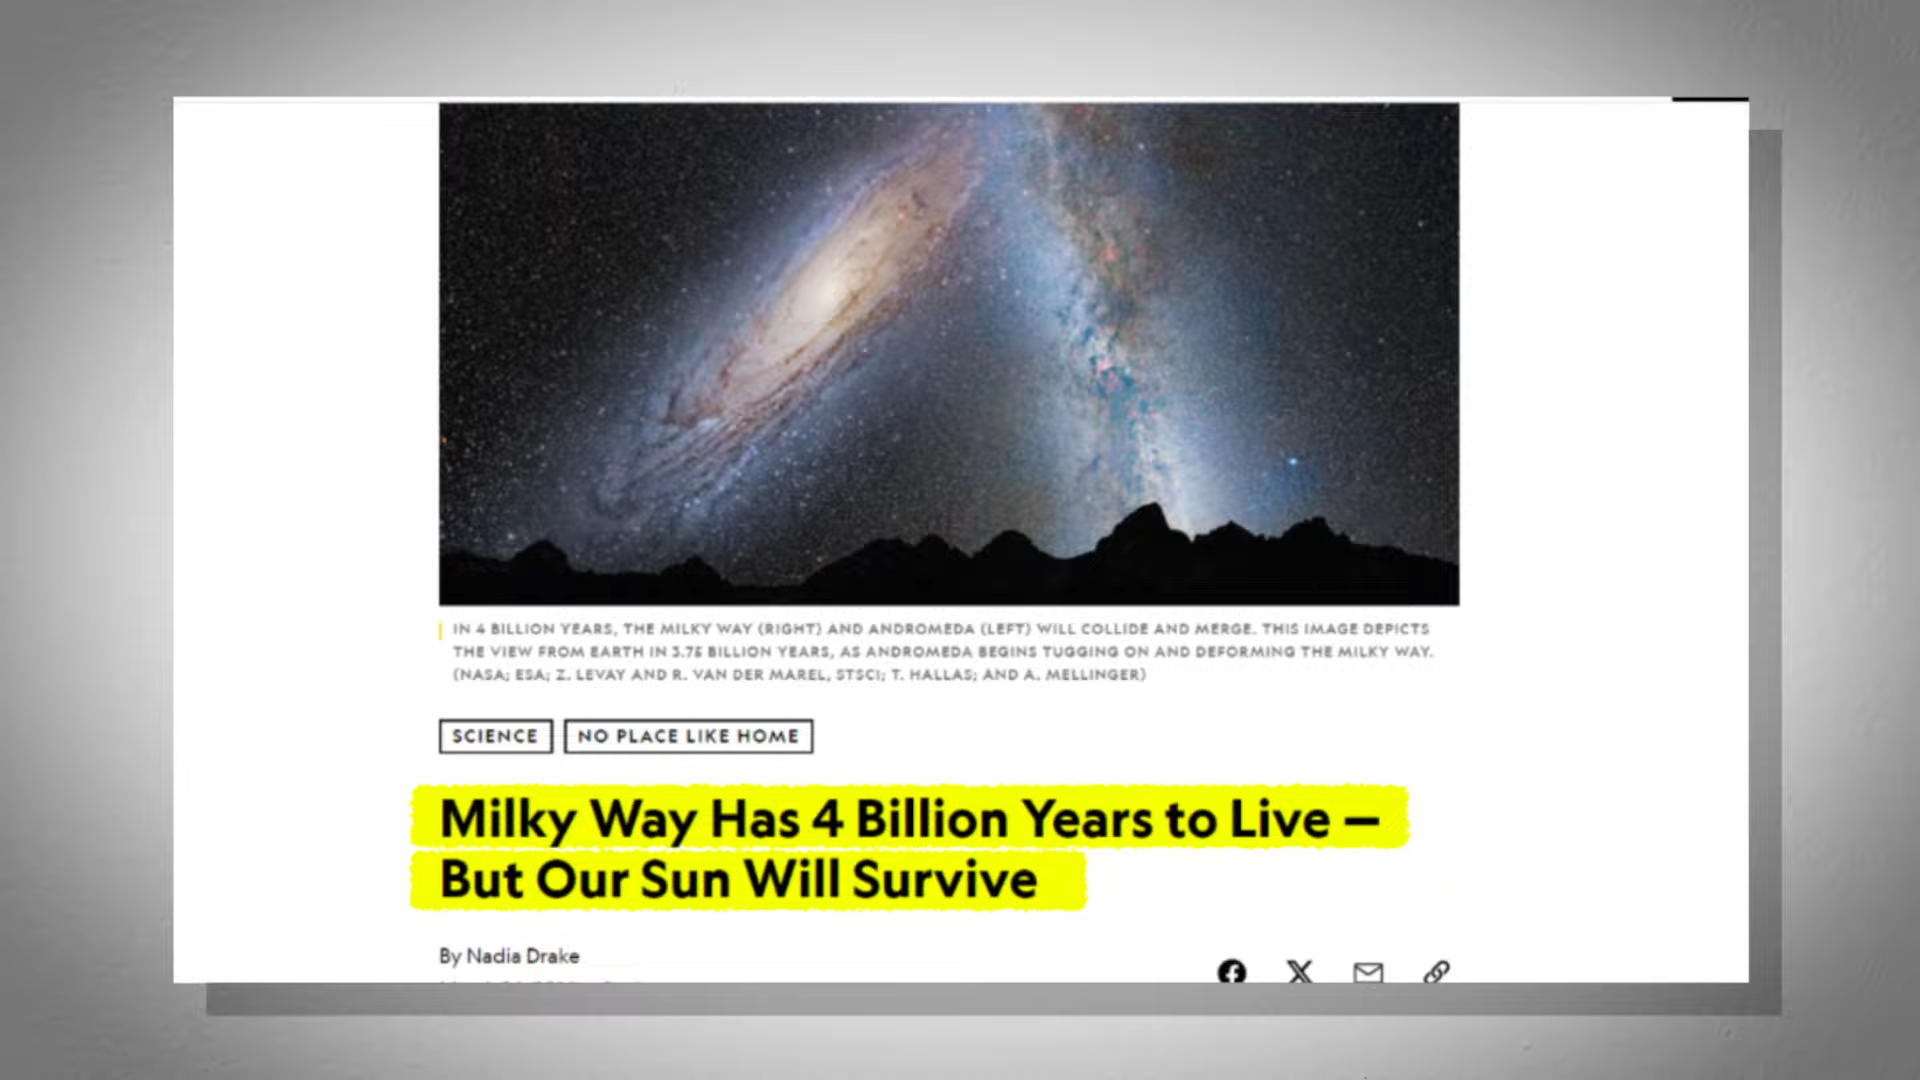 IN 4 BILLION YEARS, THE MILKY WAY (RIGHT) AND ANDROMEDA (LEFT) WILL COLLIDE AND MERGE. THIS IMAGE DEPICTS
THE VIEW FROM EARTH IN 3.75 BILLION YEARS, AS ANDROMEDA BEGINS TUGGING ON AND DEFORMING THE MILKY WAY.
(NASA; ESA; Z. LEVAY AND R. VAN DER MAREL, STSCI; T. HALLAS; AND A. MELLINGER)
SCIENCE NO PLACE LIKE HOME
Milky Way Has 4 Billion Years to Live —
But Our Sun Will Survive
By Nadia Drake